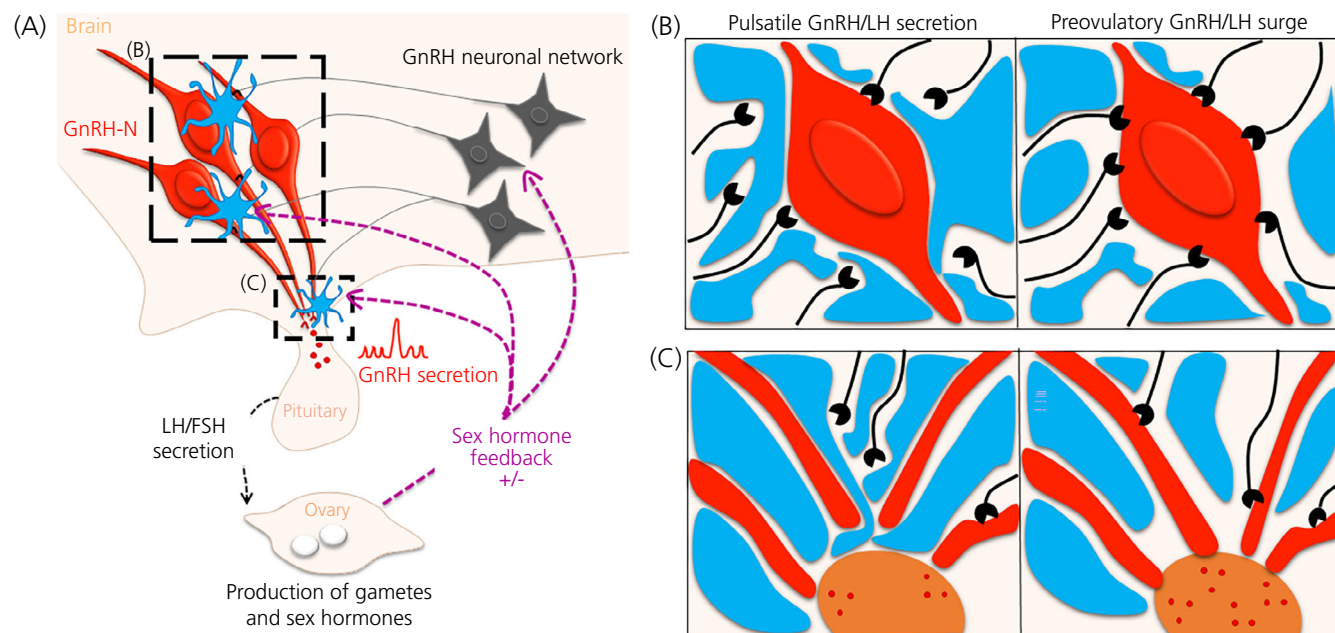 (A)
Brain
(B)
GnRH neuronal network
GnRH-N
(C)
GnRH secretion
Pituitary
LH/FSH
secretion
Sex hormone
feedback
+/-
Ovary
Production of gametes
and sex hormones
(B)
Pulsatile GnRH/LH secretion
Preovulatory GnRH/LH surge
(C)